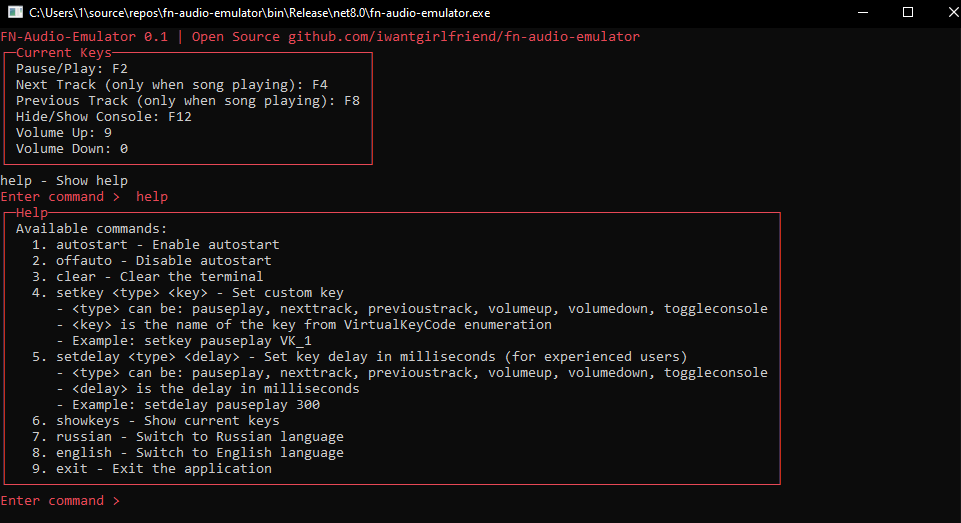 C:\Users\1\source\repos\fn-audio-emulator\bin\Release\net8.0\fn-audio-emulator.exe
FN-Audio-Emulator 0.1 | Open Source github.com/iwantgirlfriend/fn-audio-emulator
Current Keys
Pause/Play: F2
Next Track (only when song playing): F4
Previous Track (only when song playing): F8
Hide/Show Console: F12
Volume Up: 9
Volume Down: 0
help - Show help
Enter command >  help
Help
Available commands:
1. autostart - Enable autostart
2. offauto - Disable autostart
3. clear - Clear the terminal
4. setkey <type> <key> - Set custom key
- <type> can be: pauseplay, nexttrack, previoustrack, volumeup, volumedown, toggleconsole
- <key> is the name of the key from VirtualKeyCode enumeration
- Example: setkey pauseplay VK_1
5. setdelay <type> <delay> - Set key delay in milliseconds (for experienced users)
- <type> can be: pauseplay, nexttrack, previoustrack, volumeup, volumedown, toggleconsole
- <delay> is the delay in milliseconds
- Example: setdelay pauseplay 300
6. showkeys - Show current keys
7. russian - Switch to Russian language
8. english - Switch to English language
9. exit - Exit the application
Enter command >